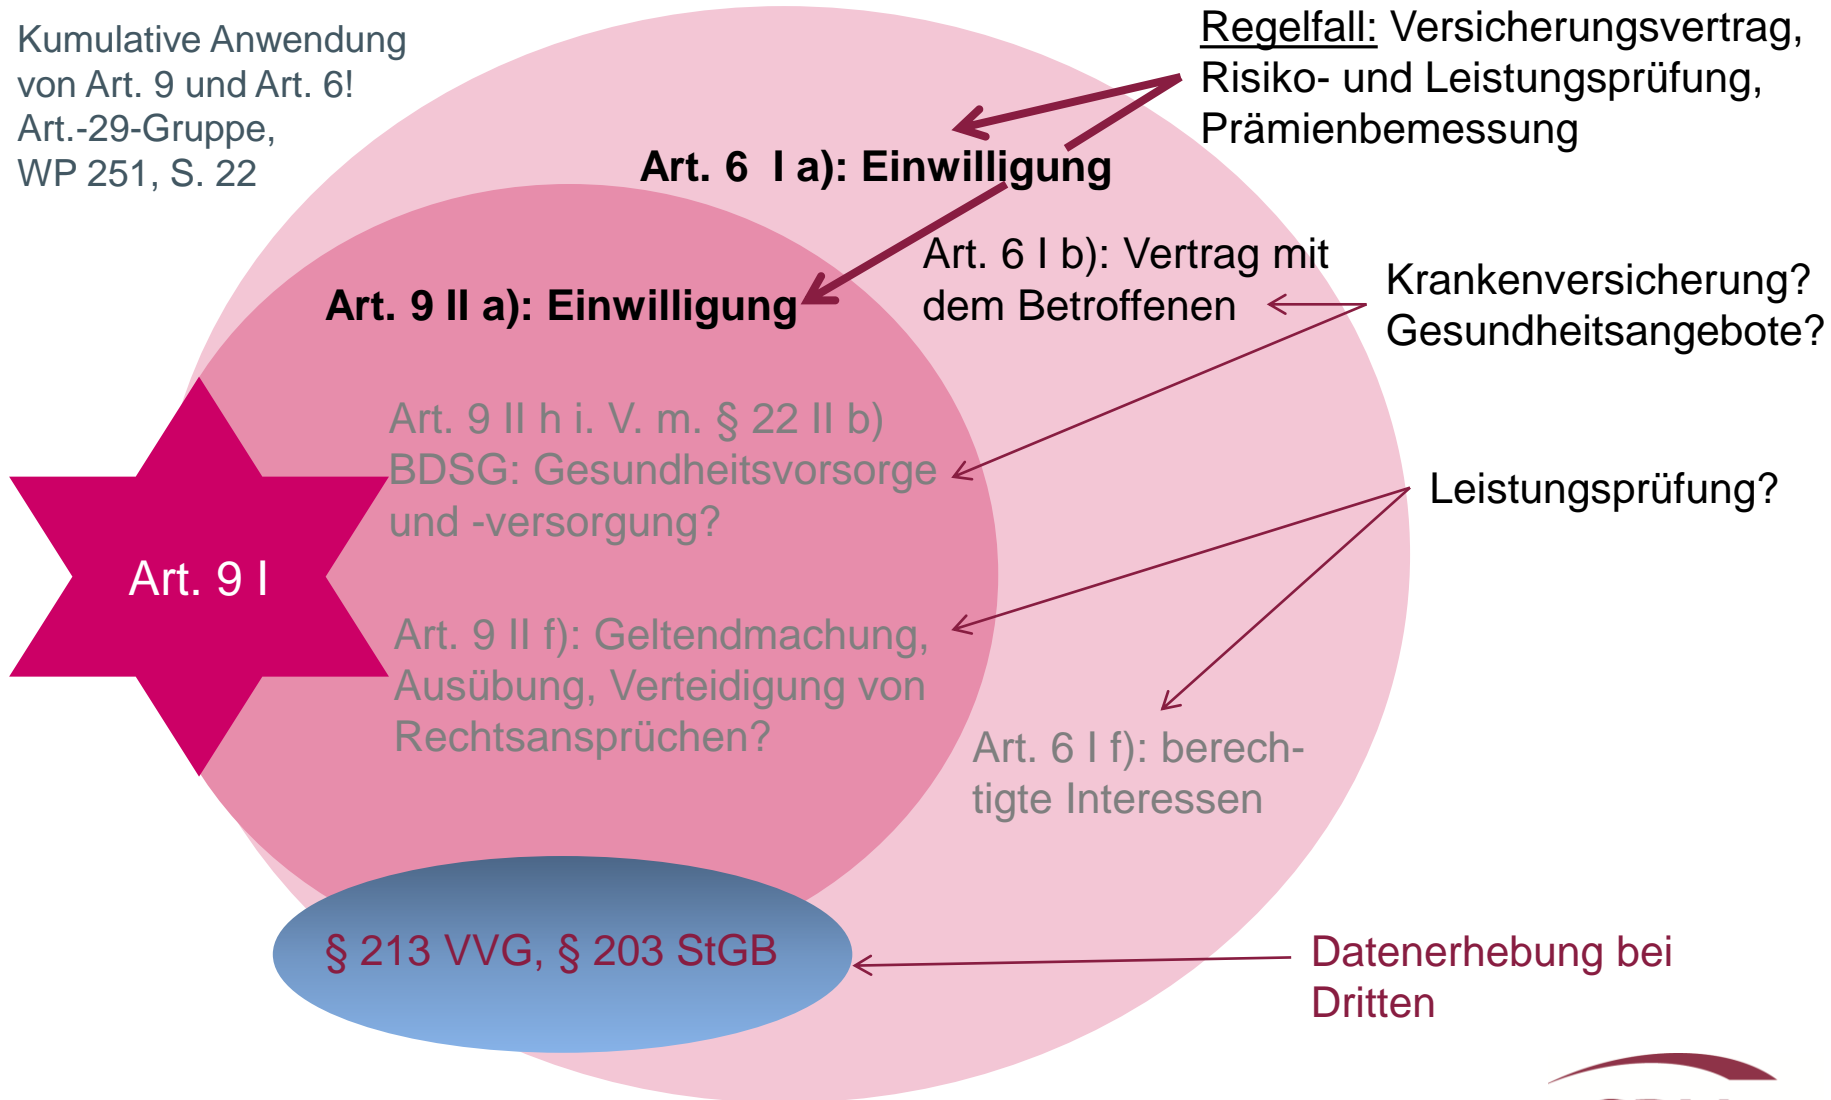 Kumulative Anwendung
von Art. 9 und Art. 6!
Art.-29-Gruppe,
WP 251, S. 22
Regelfall: Versicherungsvertrag,
Risiko- und Leistungsprüfung,
Prämienbemessung
Art. 6 I a): Einwilligung
Art. 6 I b): Vertrag mit
dem Betroffenen
Krankenversicherung?
Gesundheitsangebote?
Art. 9 II a): Einwilligung
Art. 9 II h i. V. m. § 22 II b)
BDSG: Gesundheitsvorsorge
und -versorgung?
Leistungsprüfung?
Art. 9 I
Art. 9 II f): Geltendmachung,
Ausübung, Verteidigung von
Rechtsansprüchen?
Art. 6 I f): berech-
tigte Interessen
§ 213 VVG, § 203 StGB
Datenerhebung bei
Dritten